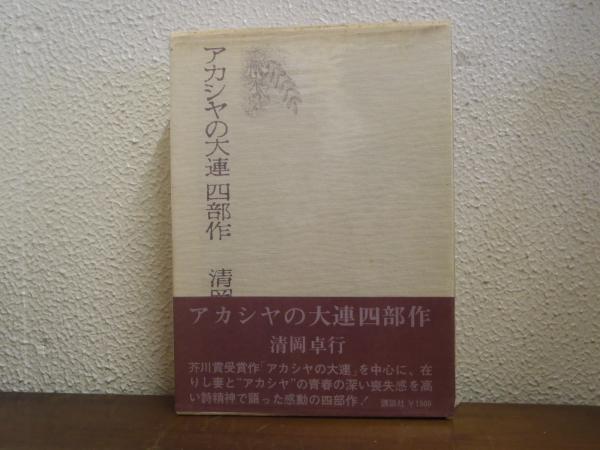 アカシヤの大連 四部作 清岡
アカシヤの大連四部作
清岡卓行
芥川賞受賞作「アカシヤの大連」を中心に、在
りし妻と“アカシヤ”の青春の深い喪失感を高
い詩精神で語った感動の四部作！ 講談社 ¥1500